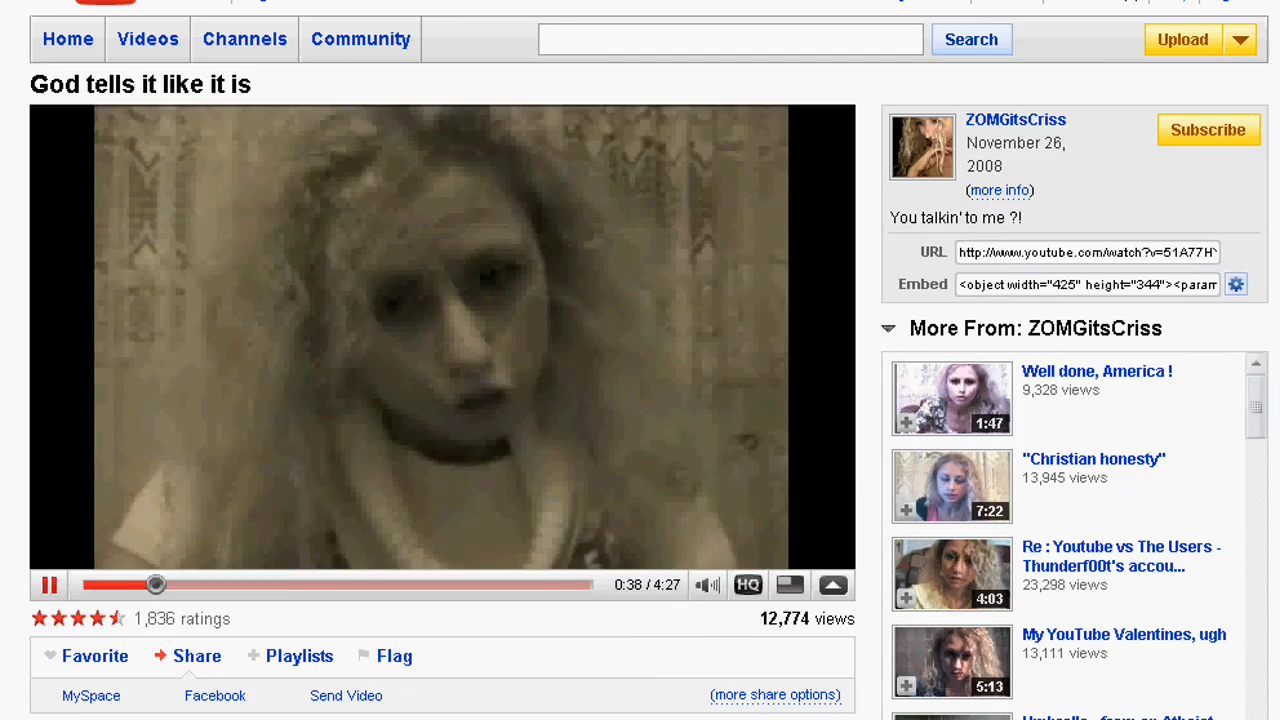 Home Videos Channels Community Search Upload
God tells it like it is
ZOMGitsCriss
Subscribe
November 26,
2008
(more info)
You talkin' to me ?!
URL http://www.youtube.com/watch?v=51A77H
Embed <object width="425" height="344"><param
More From: ZOMGitsCriss
Well done, America !
9,328 views
1:47
"Christian honesty"
13,945 views
7:22
Re : Youtube vs The Users -
Thunderf00t's accou...
23,298 views
4:03
My YouTube Valentines, ugh
13,111 views
5:13
0:38 / 4:27 HQ
1,836 ratings 12,774 views
Favorite Share Playlists Flag
MySpace Facebook Send Video (more share options)